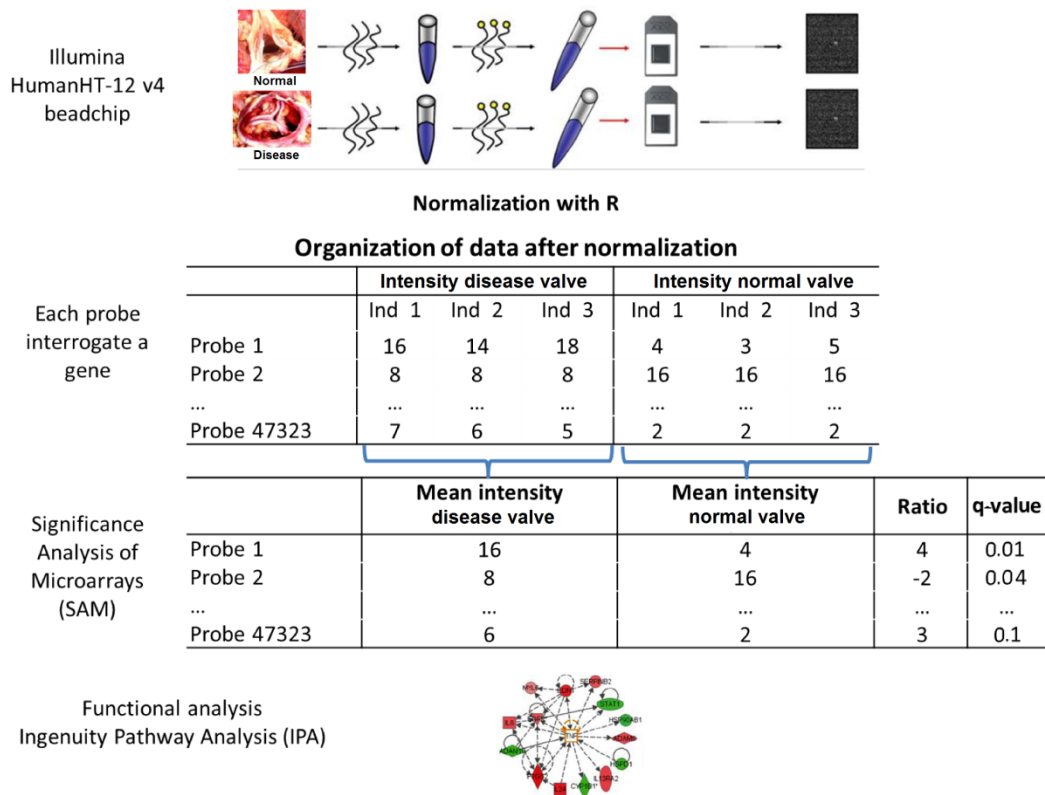 Illumina
HumanHT-12 v4
beadchip
Normal
Disease
Normalization with R
Organization of data after normalization
Intensity disease valve Intensity normal valve
Ind 1 Ind 2 Ind 3 Ind 1 Ind 2 Ind 3
Each probe
interrogate a
gene
Probe 1 16 14 18 4 3 5
Probe 2 8 8 8 16 16 16
... ... ... ... ... ... ...
Probe 47323 7 6 5 2 2 2
Significance
Analysis of
Microarrays
(SAM)
Mean intensity
disease valve
Mean intensity
normal valve
Ratio q-value
Probe 1 16 4 4 0.01
Probe 2 8 16 -2 0.04
... ... ... ... ...
Probe 47323 6 2 3 0.1
Functional analysis
Ingenuity Pathway Analysis (IPA)
SERPINB2
STAT1
TNF
IL13RA2